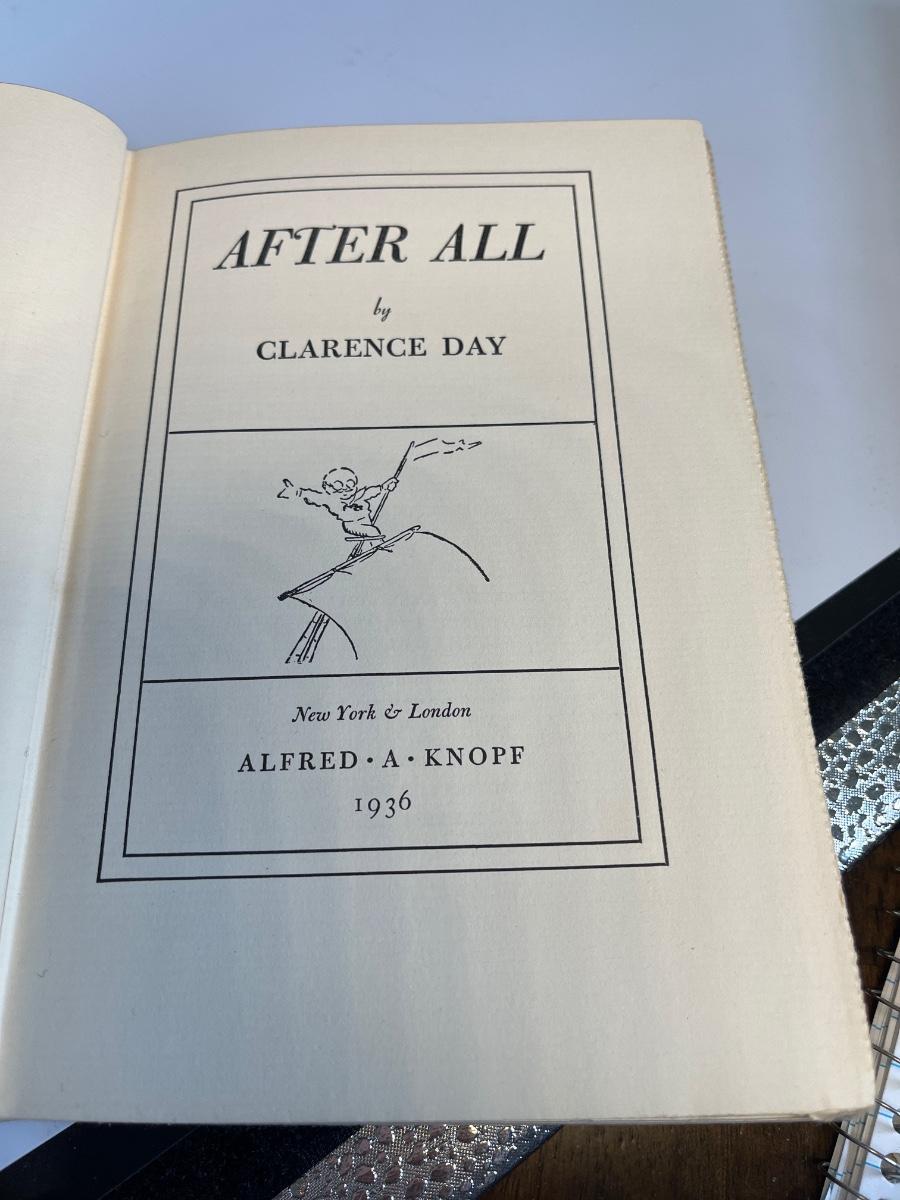 AFTER ALL
by
CLARENCE DAY
New York & London
ALFRED · A · KNOPF
1936